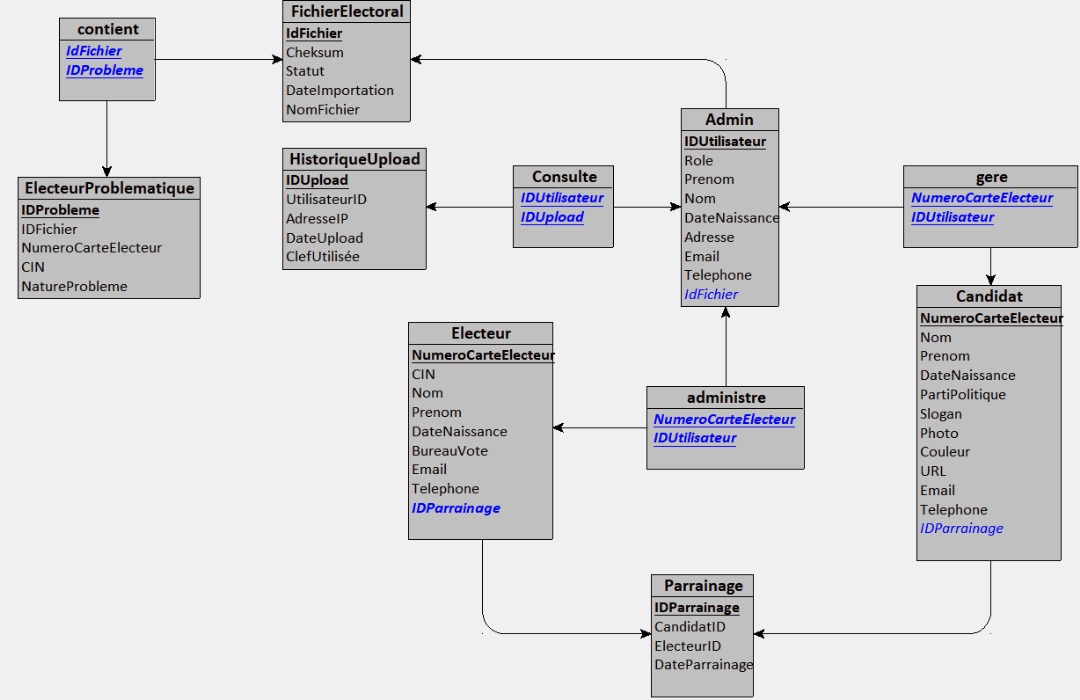 contient
IdFichier
IDProbleme
FichierElectoral
IdFichier
Cheksum
Statut
DateImportation
NomFichier
ElecteurProblematique
IDProbleme
IDFichier
NumeroCarteElecteur
CIN
NatureProbleme
HistoriqueUpload
IDUpload
UtilisateurID
AdresseIP
DateUpload
ClefUtilisée
Consulte
IDUtilisateur
IDUpload
Admin
IDUtilisateur
Role
Prenom
Nom
DateNaissance
Adresse
Email
Telephone
IdFichier
gere
NumeroCarteElecteur
IDUtilisateur
Candidat
NumeroCarteElecteur
Nom
Prenom
DateNaissance
PartiPolitique
Slogan
Photo
Couleur
URL
Email
Telephone
IDParrainage
Electeur
NumeroCarteElecteur
CIN
Nom
Prenom
DateNaissance
BureauVote
Email
Telephone
IDParrainage
administre
NumeroCarteElecteur
IDUtilisateur
Parrainage
IDParrainage
CandidatID
ElecteurID
DateParrainage